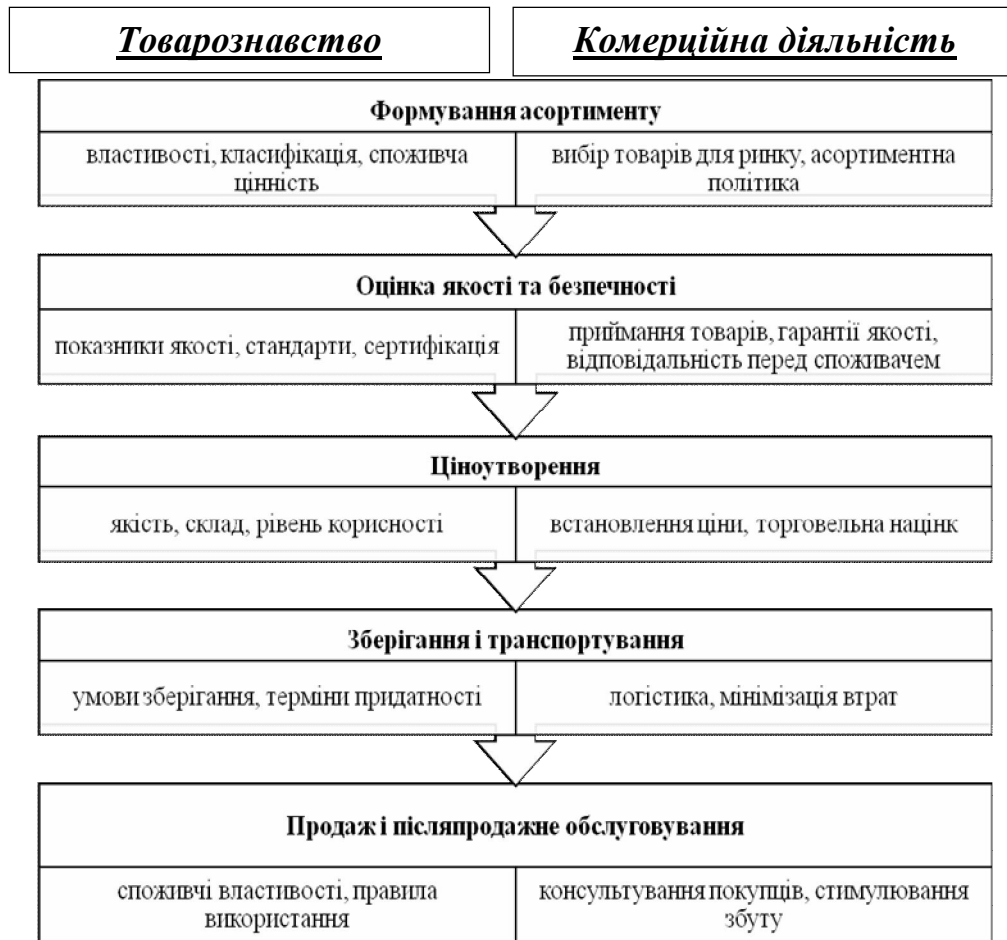 Товарознавство
Комерційна діяльність
Формування асортименту
властивості, класифікація, споживча
цінність
вибір товарів для ринку, асортиментна
політика
Оцінка якості та безпечності
показники якості, стандарти, сертифікація
приймання товарів, гарантії якості,
відповідальність перед споживачем
Ціноутворення
якість, склад, рівень корисності
встановлення ціни, торговельна націнк
Зберігання і транспортування
умови зберігання, терміни придатності
логістика, мінімізація втрат
Продаж і післяпродажне обслуговування
споживчі властивості, правила
використання
консультування покупців, стимулювання
збуту